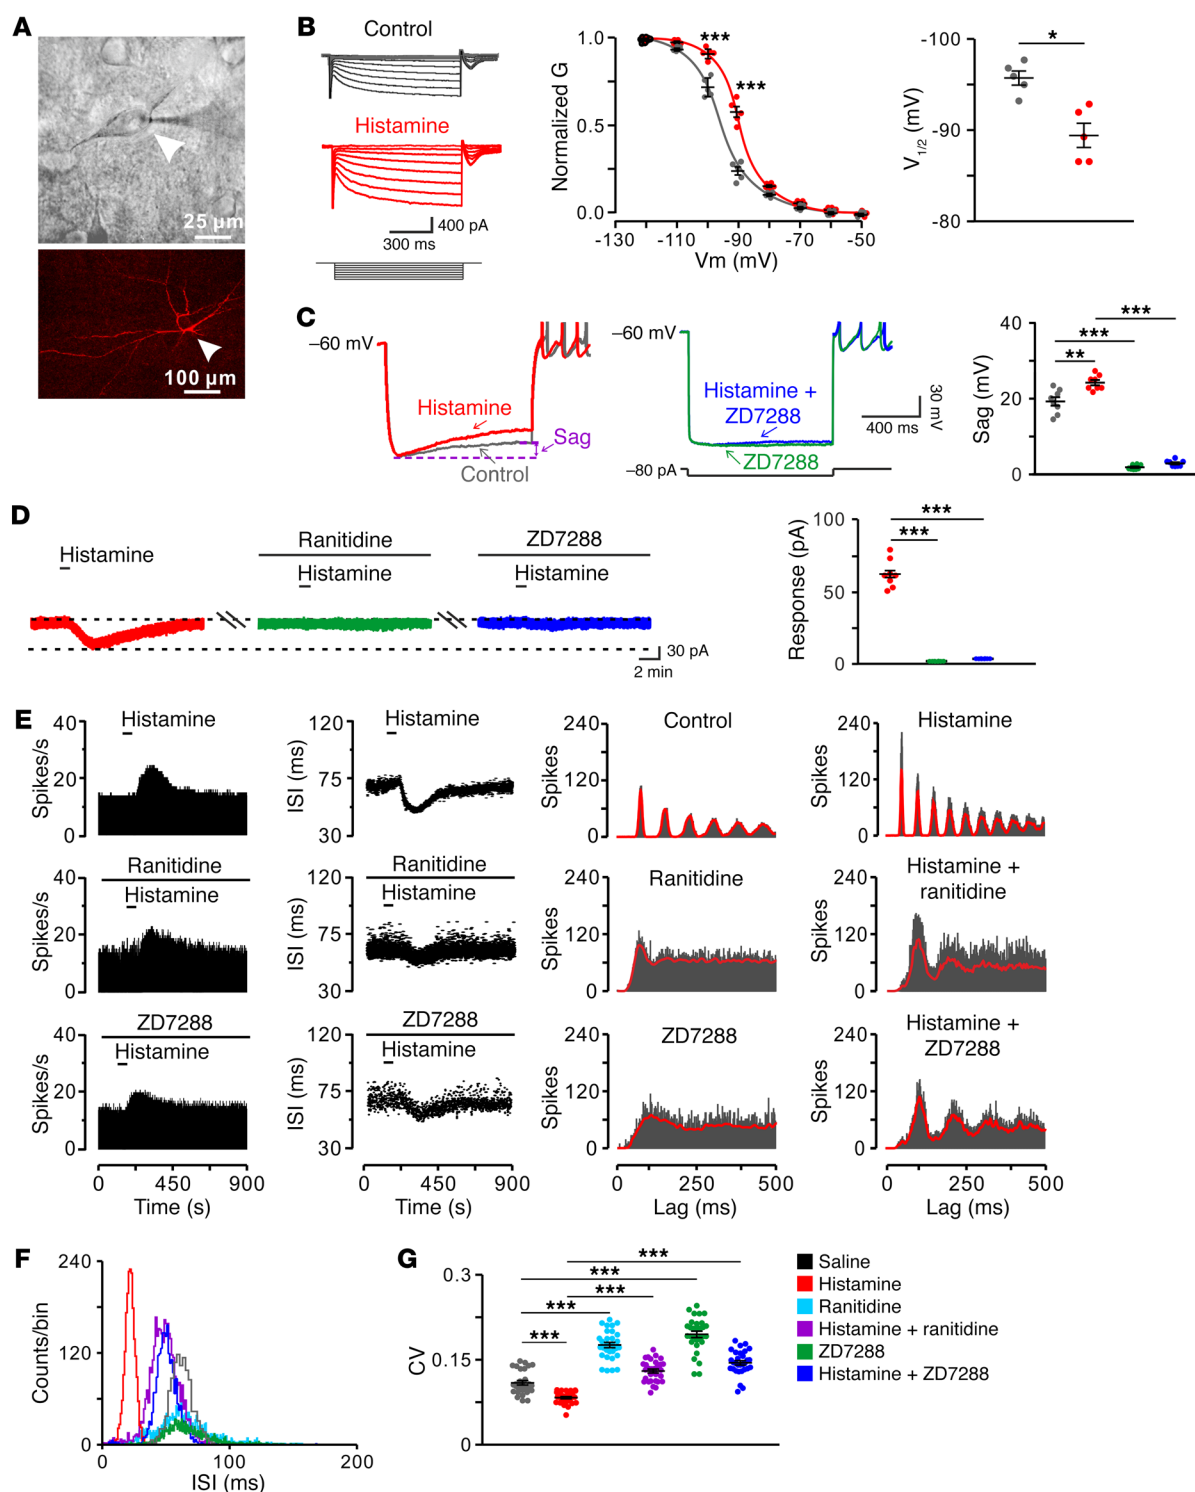 A
25 µm
100 µm
B
Control
Histamine
400 pA
300 ms
Normalized G
1.0
0.5
0.0
-130
-110
-90
-70
-50
Vm (mV)
***
***
V1/2 (mV)
-100
-90
-80
*
C
–60 mV
Histamine
Sag
Control
–60 mV
Histamine +
ZD7288
ZD7288
30 mV
400 ms
–80 pA
Sag (mV)
40
20
0
***
***
**
D
Histamine
Ranitidine
Histamine
ZD7288
Histamine
30 pA
2 min
Response (pA)
100
50
0
***
***
E
Spikes/s
40
20
0
Histamine
ISI (ms)
120
75
30
Histamine
Spikes
240
120
0
Control
Spikes
240
120
0
Histamine
Spikes/s
40
20
0
Ranitidine
Histamine
ISI (ms)
120
75
30
Ranitidine
Histamine
Spikes
240
120
0
Ranitidine
Spikes
240
120
0
Histamine +
ranitidine
Spikes/s
40
20
0
ZD7288
Histamine
0 450 900
Time (s)
ISI (ms)
120
75
30
ZD7288
Histamine
0 450 900
Time (s)
Spikes
240
120
0
ZD7288
0 250 500
Lag (ms)
Spikes
240
120
0
Histamine +
ZD7288
0 250 500
Lag (ms)
F
Counts/bin
240
120
0
0 100 200
ISI (ms)
G
CV
0.3
0.15
0
***
***
***
***
***
Saline
Histamine
Ranitidine
Histamine + ranitidine
ZD7288
Histamine + ZD7288